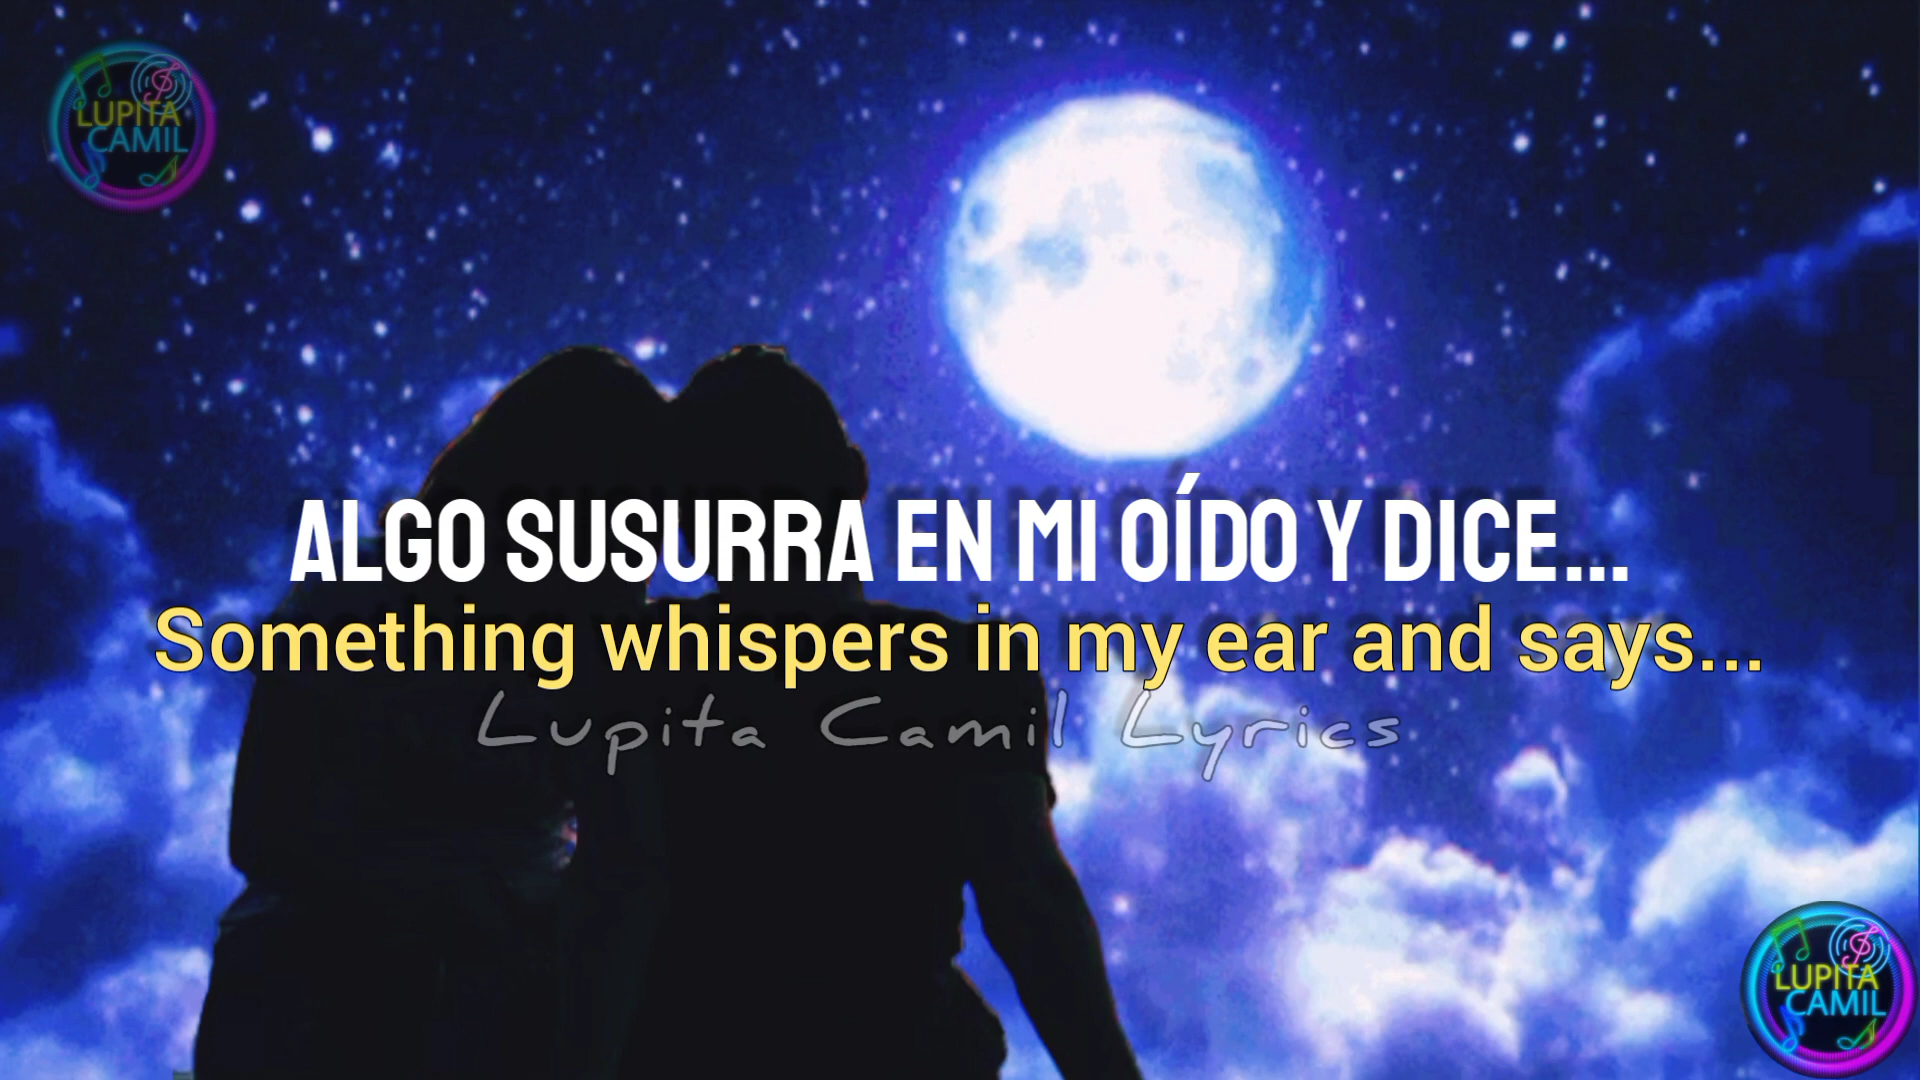 LUPITA
CAMIL
ALGO SUSURRA EN MI OÍDO Y DICE...
Something whispers in my ear and says...
Lupita Camil Lyrics
LUPITA
CAMIL